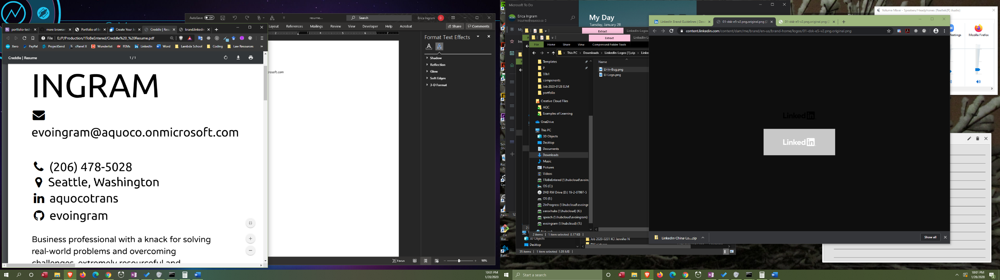 AutoSave Off
resume...
Search
Erica Ingram EI
Layout References Mailings Review View Developer Help Acrobat Share Comments
portfolio-test- more browser Portfolio of Er Create Your Jo Creddle | Resu brand.linkedin
File E:/P/Production/1ToBeEntered/Creddle%20_%20Resume.pdf
Xero PayPal ProjectSend cPanel X Wunderlist FEMs LinkedIn Word Lambda School Coding Law Resources »
Creddle | Resume 1 / 1
INGRAM
evoingram@aquoco.onmicrosoft.com
(206) 478-5028
Seattle, Washington
aquocotrans
evoingram
Business professional with a knack for solving
real-world problems and overcoming
challenges, extremely resourceful and
crosoft.com
Format Text Effects
Shadow
Reflection
Glow
Soft Edges
3-D Format
Focus 90%
10:01 PM
1/28/2020
Microsoft To Do
Erica Ingram
inquiries@aquoco.co
My Day
Tuesday, January 28
Extract LinkedIn-Logos
Extract LinkedIn-L
File Home Share View Compressed Folder Tools
This PC Downloads LinkedIn-Logos (1).zip Linke
Templates
P
33b1
components
Job 2020-0128 ELM
portfolio
Creative Cloud Files
AQC
Examples of Learning
OneDrive
This PC
3D Objects
Desktop
Documents
Downloads
Music
Pictures
Videos
1ToBeEntered (\\hubcloud\evoing
OS (C:)
DVD RW Drive (D:) 19-2-07997-5
OS (E:)
2InProgress (\\hubcloud\evoingr
xeroxhubs (\\hubcloud) (K:)
speech (\\hubcloud\evoingram)
evoingram (\\hubcloud) (T:)
Name
LI-In-Bug.png
LI-Logo.png
2 items 1 item selected 8.17 KB
3D Objects
Desktop
Job 2020-0201 KCI Jennifer N
35 items 1 item selected 1.05 MB
LinkedIn Brand Guidelines | Dow 01-dsk-e5-v2.png.original.png (2 01-dsk-e5-v2.png.original.png (2
content.linkedin.com/content/dam/me/brand/en-us/brand-home/logos/01-dsk-e5-v2.png.original.png
Linked in
Linked in
LinkedIn-China-Lo....zip
Show all
Volume Mixer - Speakers/Headphones (Realtek(R) Audio)
Meetings Mozilla Firefox
Start a search
10:01 PM
1/28/2020